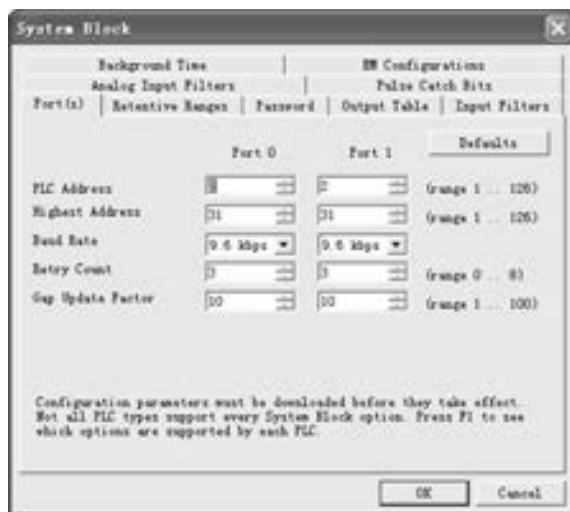 System Block
Background Time
EM Configurations
Analog Input Filters
Pulse Catch Bits
Port(s)
Retentive Ranges
Password
Output Table
Input Filters
Port 0
Port 1
Defaults
PLC Address
2
(range 1 ... 126)
Highest Address
31
31
(range 1 ... 126)
Baud Rate
9.6 kbps
9.6 kbps
Retry Count
3
3
(range 0 ... 8)
Gap Update Factor
10
10
(range 1 ... 100)
Configuration parameters must be downloaded before they take effect.
Not all PLC types support every System Block option. Press F1 to see
which options are supported by each PLC.
OK
Cancel